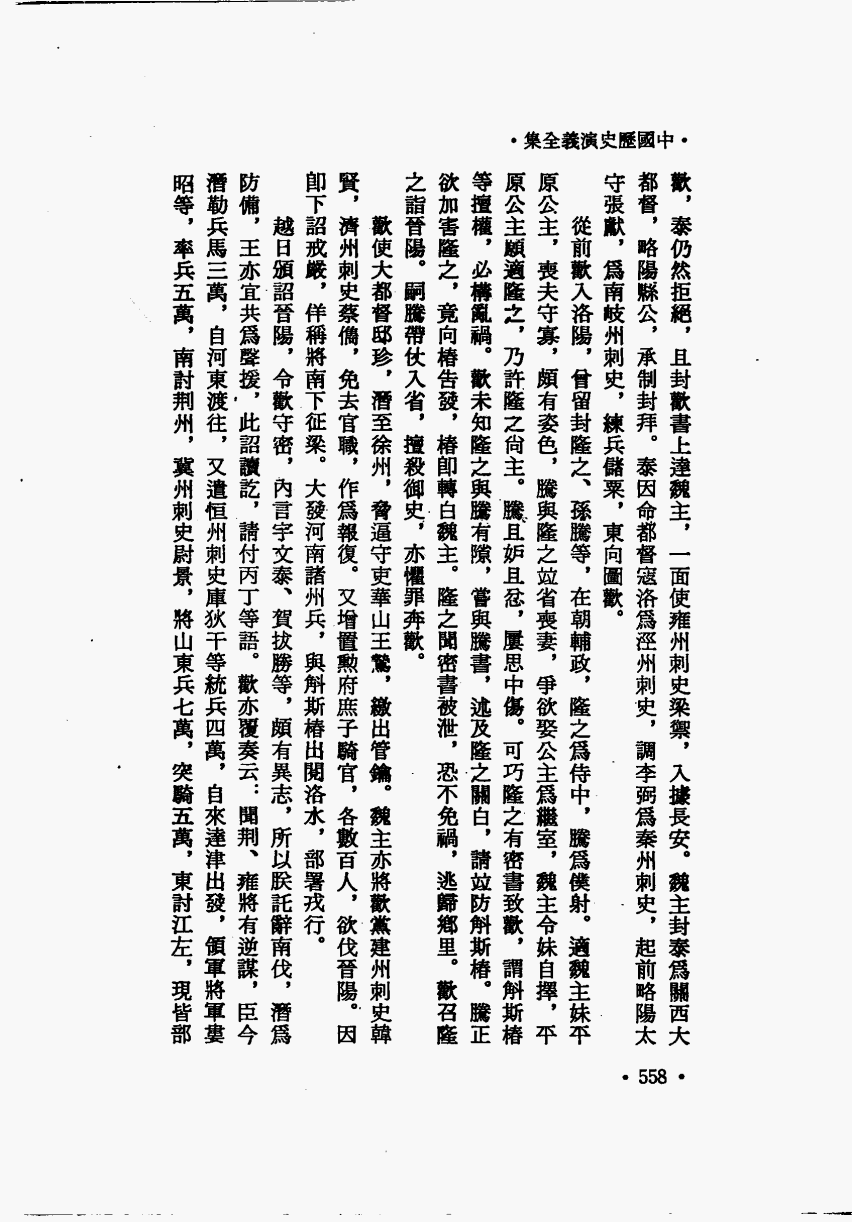 ·中國歷史演義全集·
歡，泰仍然拒絕，且封歡書上達魏主，一面使雍州刺史梁禦，入據長安。魏主封泰爲關西大
都督，略陽縣公，承制封拜。泰因命都督寇洛爲涇州刺史，調李弼爲秦州刺史，起前略陽太
守張獻，爲南岐州刺史，練兵儲粟，東向圖歡。
從前歡入洛陽，曾留封隆之、孫騰等，在朝輔政，隆之爲侍中，騰爲僕射。適魏主妹平
原公主，喪夫守寡，頗有姿色，騰與隆之竝省喪妻，爭欲娶公主爲繼室，魏主令妹自擇，平
原公主願適隆之，乃許隆之尙主。騰且妒且忿，屢思中傷。可巧隆之有密書致歡，謂斛斯椿
等擅權，必構亂禍。歡未知隆之與騰有隙，嘗與騰書，述及隆之關白，請竝防斛斯椿。騰正
欲加害隆之，竟向椿告發，椿卽轉白魏主。隆之聞密書被泄，恐不免禍，逃歸鄉里。歡召隆
之詣晉陽。嗣騰帶仗入省，擅殺御史，亦懼罪奔歡。
歡使大都督邸珍，潛至徐州，脅逼守吏華山王鷙，繳出管鑰。魏主亦將歡黨建州刺史韓
賢，濟州刺史蔡儁，免去官職，作爲報復。又增置勳府庶子騎官，各數百人，欲伐晉陽。因
卽下詔戒嚴，佯稱將南下征梁。大發河南諸州兵，與斛斯椿出閱洛水，部署戎行。
越日頒詔晉陽，令歡守密，內言宇文泰、賀拔勝等，頗有異志，所以朕託辭南伐，潛爲
防備，王亦宜共爲聲援，此詔讀訖，請付丙丁等語。歡亦覆奏云：聞荆、雍將有逆謀，臣今
潛勒兵馬三萬，自河東渡往，又遣恒州刺史庫狄干等統兵四萬，自來達津出發，領軍將軍婁
昭等，率兵五萬，南討荆州，冀州刺史尉景，將山東兵七萬，突騎五萬，東討江左，現皆部
·558·